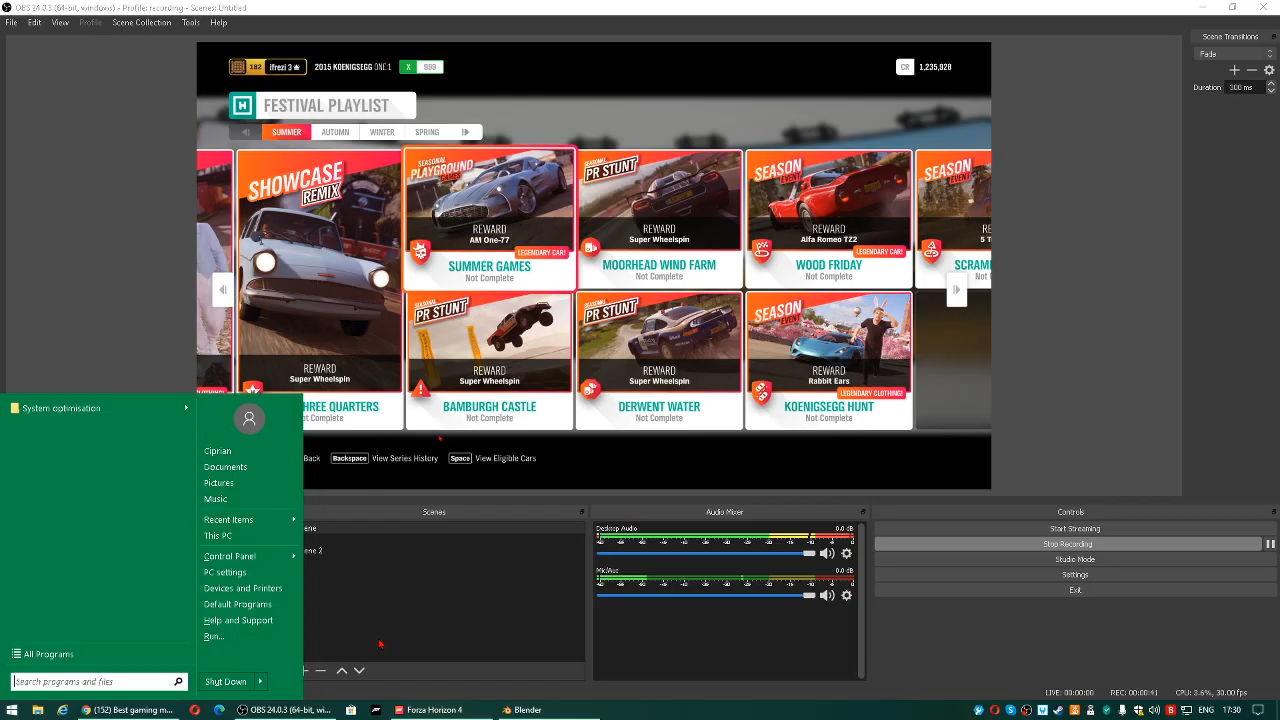 OBS 24.0.3 (64-bit, windows) - Profile: recording - Scenes: Untitled
File Edit View Profile Scene Collection Tools Help
Scene Transitions
Fade
Duration 300 ms
182 ifrezi 3 2015 KOENIGSEGG ONE:1 X 999
CR 1,235,928
FESTIVAL PLAYLIST
SUMMER AUTUMN WINTER SPRING
SHOWCASE REMIX
REWARD
Super Wheelspin
THREE QUARTERS
Not Complete
SEASONAL
PLAYGROUND
GAMES
REWARD
AM One-77
LEGENDARY CAR!
SUMMER GAMES
Not Complete
SEASONAL
PR STUNT
REWARD
Super Wheelspin
MOORHEAD WIND FARM
Not Complete
SEASON
EVENT
REWARD
Alfa Romeo TZ2
LEGENDARY CAR!
WOOD FRIDAY
Not Complete
SEASON
EVENT
SEASONAL
PR STUNT
REWARD
Super Wheelspin
BAMBURGH CASTLE
Not Complete
SEASONAL
PR STUNT
REWARD
Super Wheelspin
DERWENT WATER
Not Complete
SEASON
EVENT
REWARD
Rabbit Ears
LEGENDARY CLOTHING!
KOENIGSEGG HUNT
Not Complete
Back Backspace View Series History Space View Eligible Cars
System optimisation
Ciprian
Documents
Pictures
Music
Recent Items
This PC
Control Panel
PC settings
Devices and Printers
Default Programs
Help and Support
Run...
All Programs
Search programs and files
Shut Down
Scenes
Audio Mixer
Desktop Audio 0.0 dB
Mic/Aux 0.0 dB
Controls
Start Streaming
Stop Recording
Studio Mode
Settings
Exit
LIVE: 00:00:00 REC: 00:00:41 CPU: 3.6%, 30.00 fps
(152) Best gaming m...
OBS 24.0.3 (64-bit, wi...
Forza Horizon 4
Blender
ENG 17:30